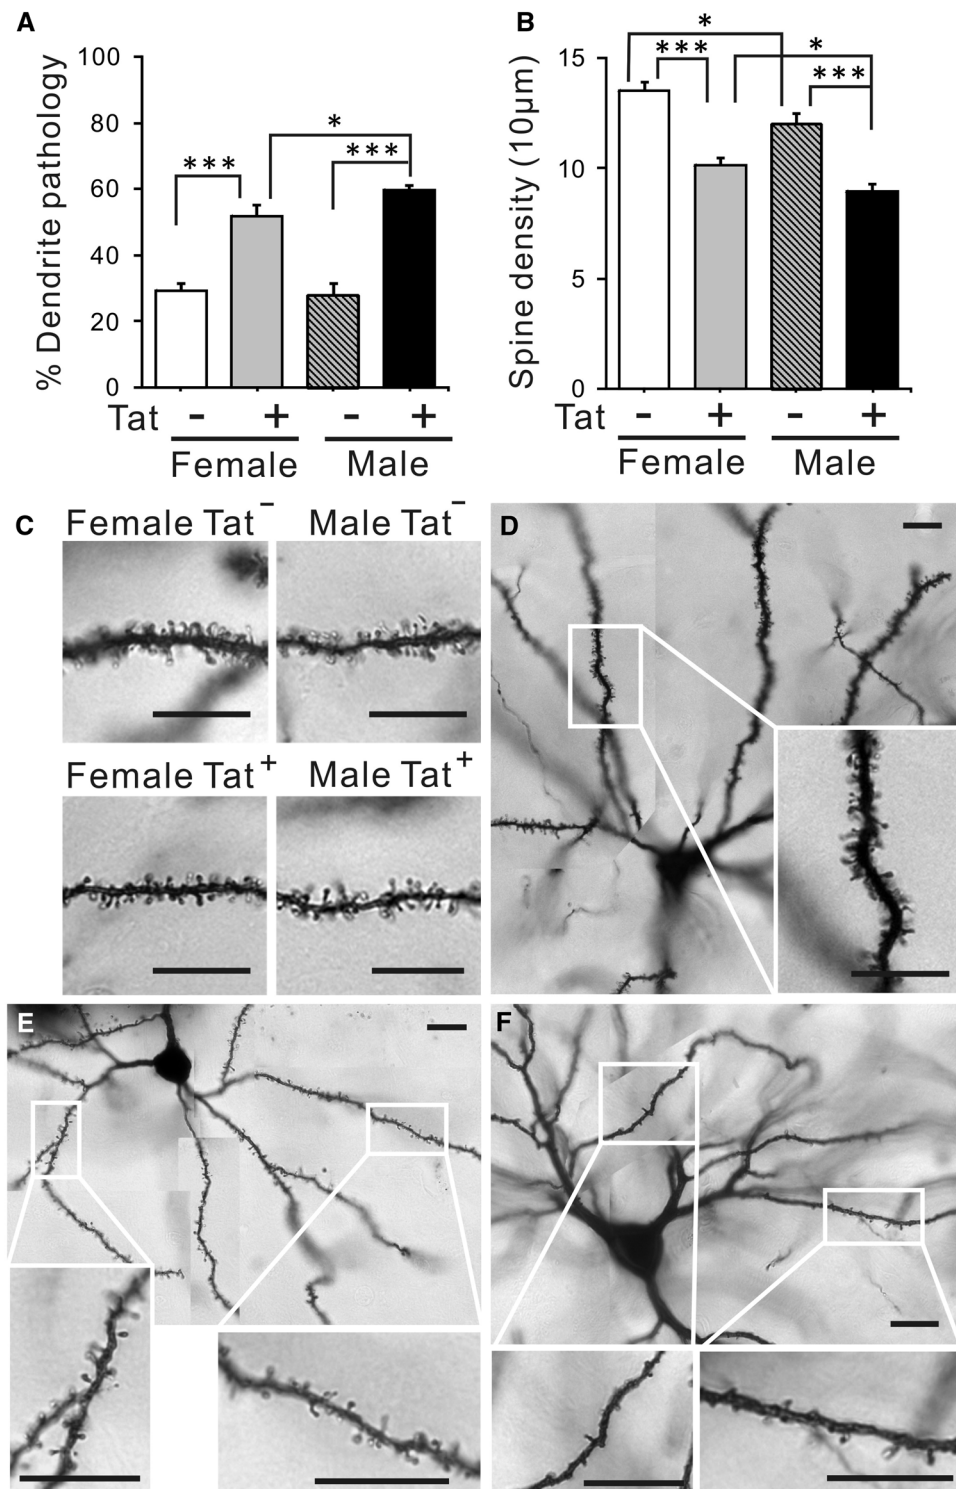 A
% Dendrite pathology
100
80
60
40
20
0
***
*
***
Tat - + - +
Female Male
B
Spine density (10µm)
15
10
5
0
*
***
*
***
Tat - + - +
Female Male
C
Female Tat⁻ Male Tat⁻
Female Tat⁺ Male Tat⁺
D
E
F